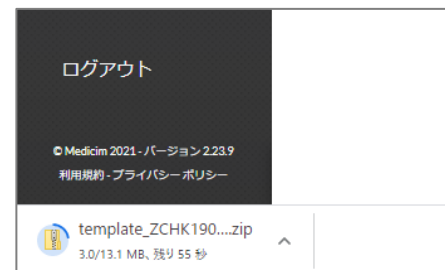 ログアウト
© Medicim 2021 - バージョン 2.23.9
利用規約 - プライバシー ポリシー
template_ZCHK190....zip
3.0/13.1 MB、残り 55 秒